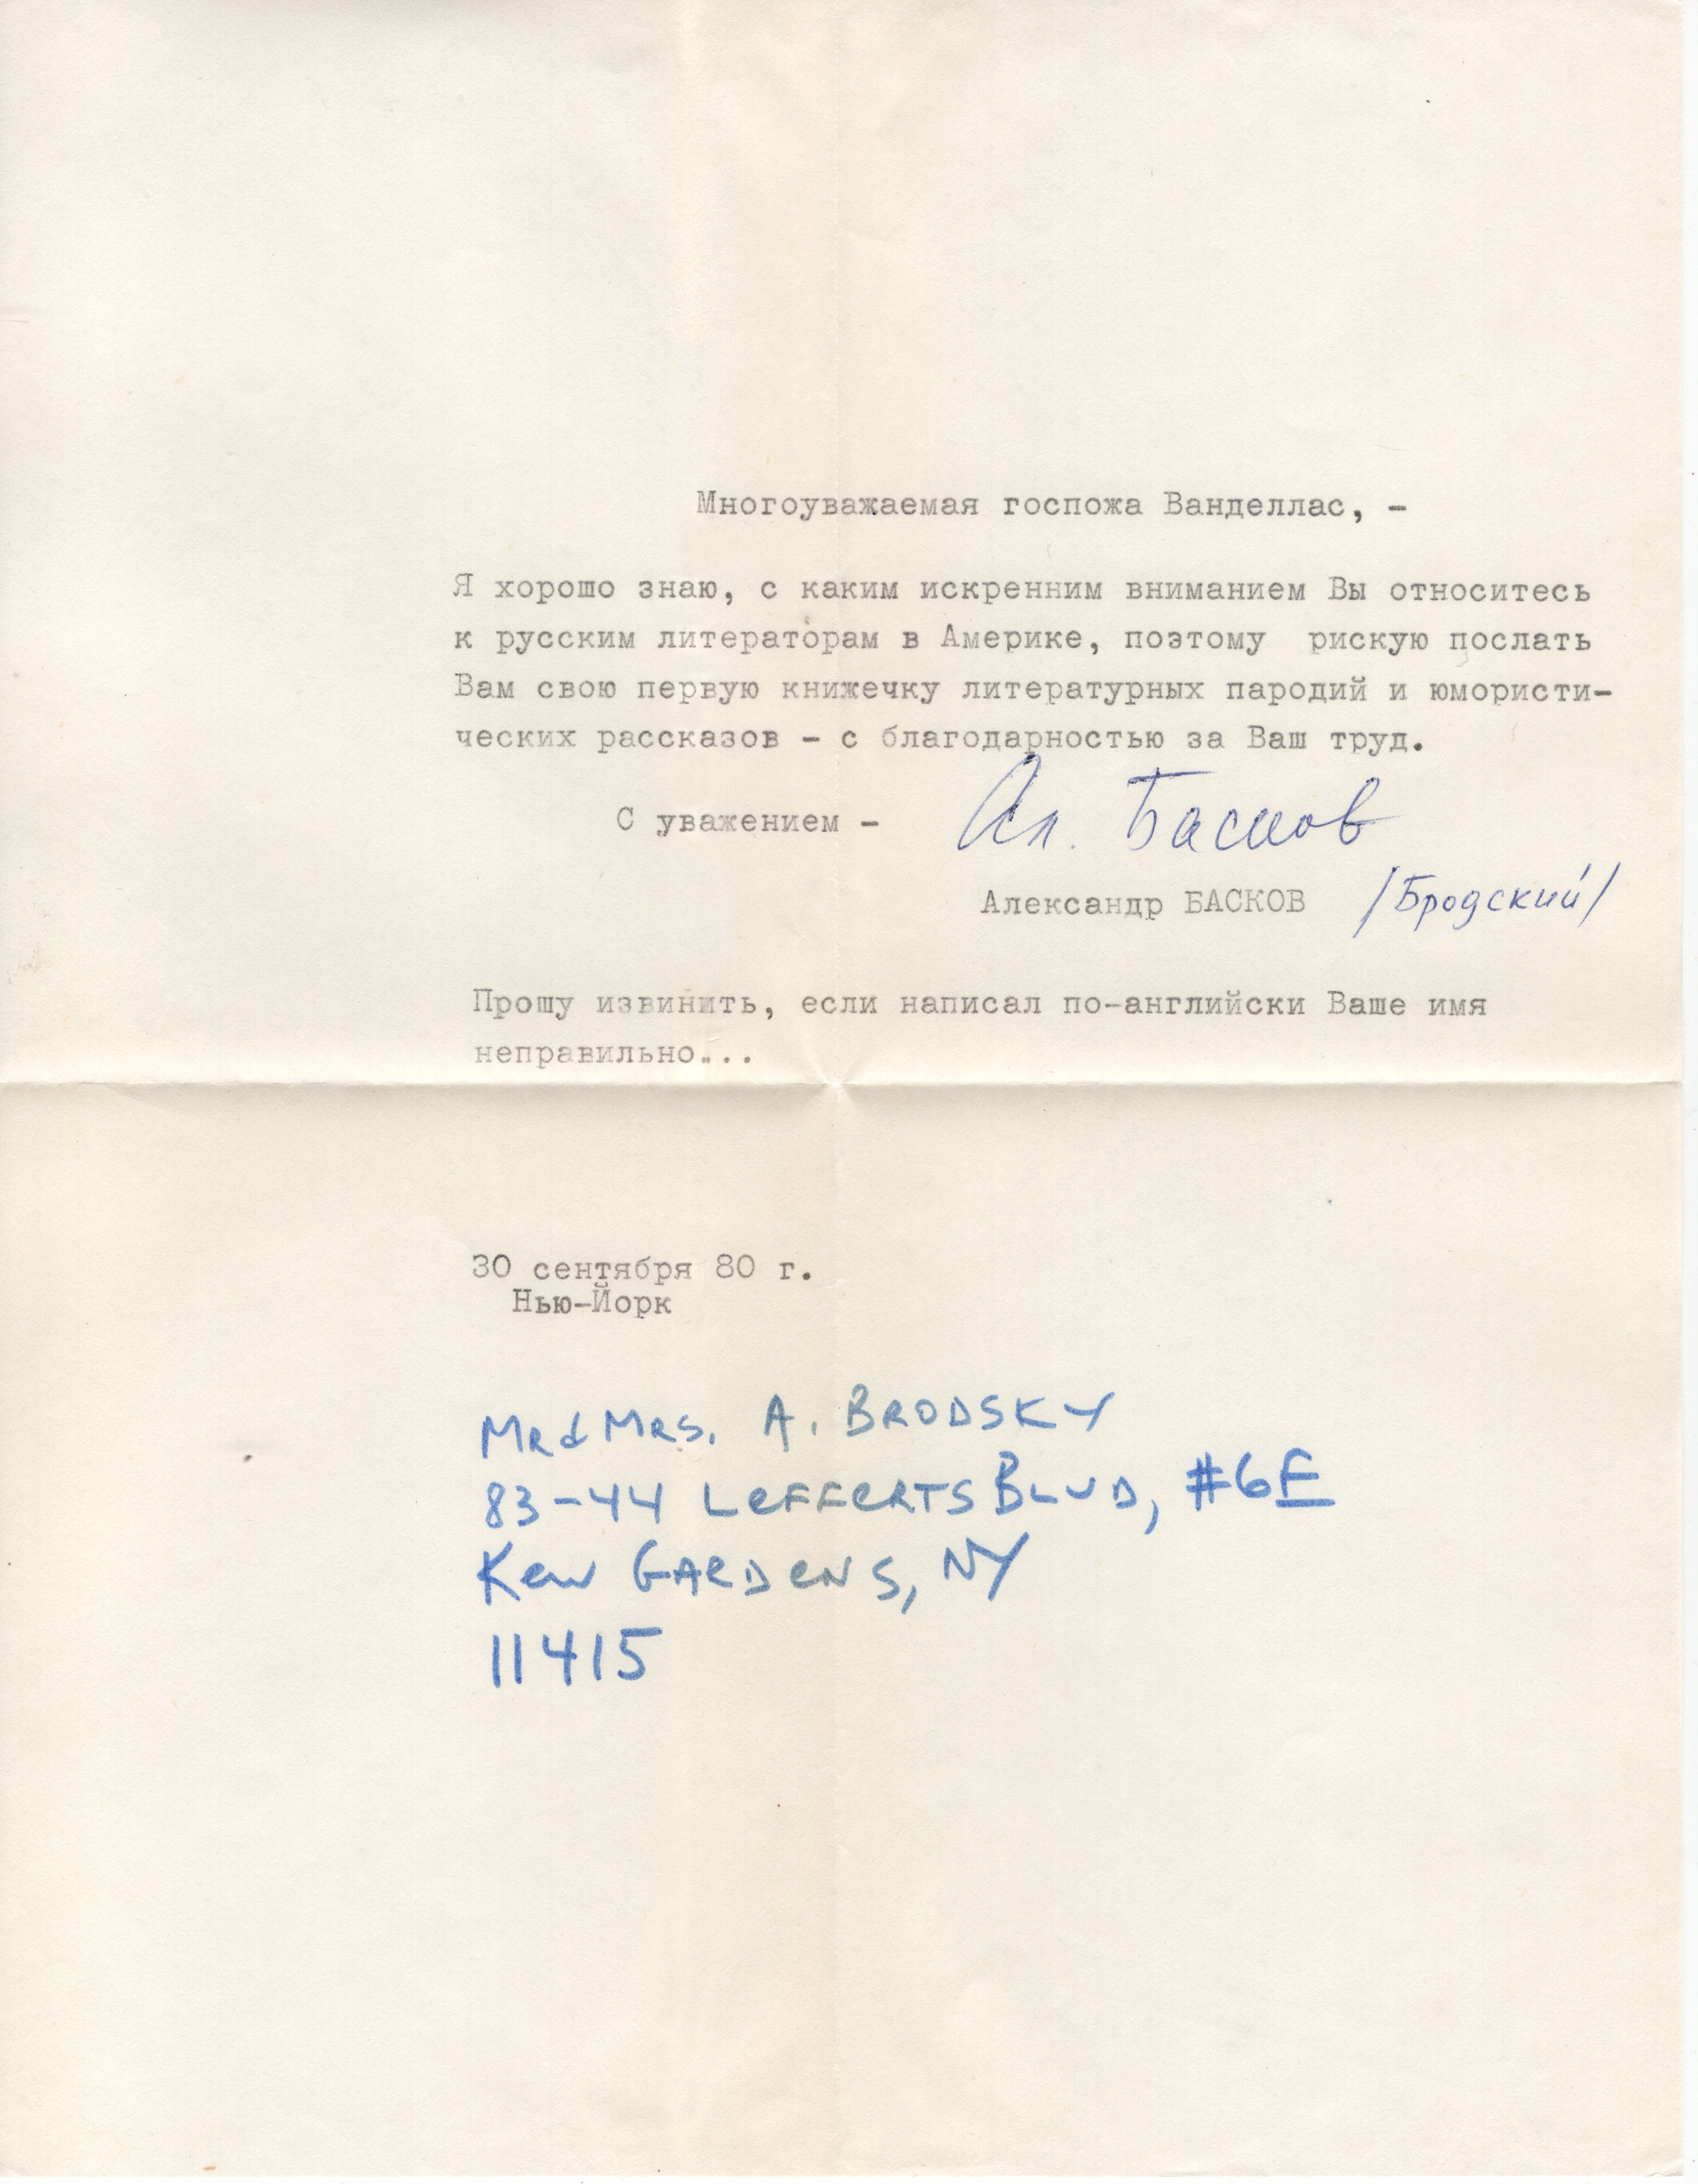 Многоуважаемая госпожа Ванделлас, –
Я хорошо знаю, с каким искренним вниманием Вы относитесь
к русским литераторам в Америке, поэтому рискую послать
Вам свою первую книжечку литературных пародий и юмористи-
ческих рассказов – с благодарностью за Ваш труд.
С уважением – Ал. Басков
Александр БАСКОВ /Бродский/
Прошу извинить, если написал по-английски Ваше имя
неправильно...
30 сентября 80 г.
Нью-Йорк
MR & MRS. A. BRODSKY
83-44 LeFFeRTS BLVD, #6E
Kew GARDeNS, NY
11415